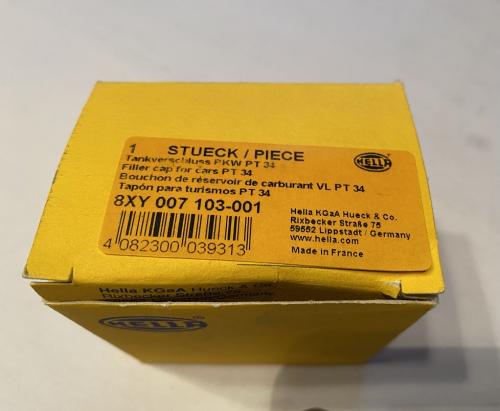 1 STUECK / PIECE
Tankverschluss PKW PT 34
Filler cap for cars PT 34
Bouchon de réservoir de carburant VL PT 34
Tapón para turismos PT 34
8XY 007 103-001
4 082300 039313
HELLA
Hella KGaA Hueck & Co.
Rixbecker Straße 75
59552 Lippstadt / Germany
www.hella.com
Made in France
Hella KGaA Hueck & Co.
Rixbecker Straße
HELLA